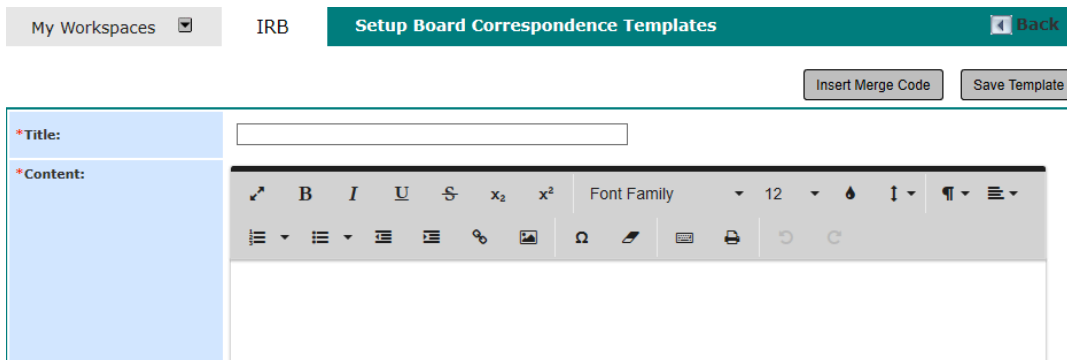 My Workspaces IRB Setup Board Correspondence Templates Back
Insert Merge Code Save Template
*Title:
*Content:
B I U S x₂ x² Font Family 12 ¶
Ω